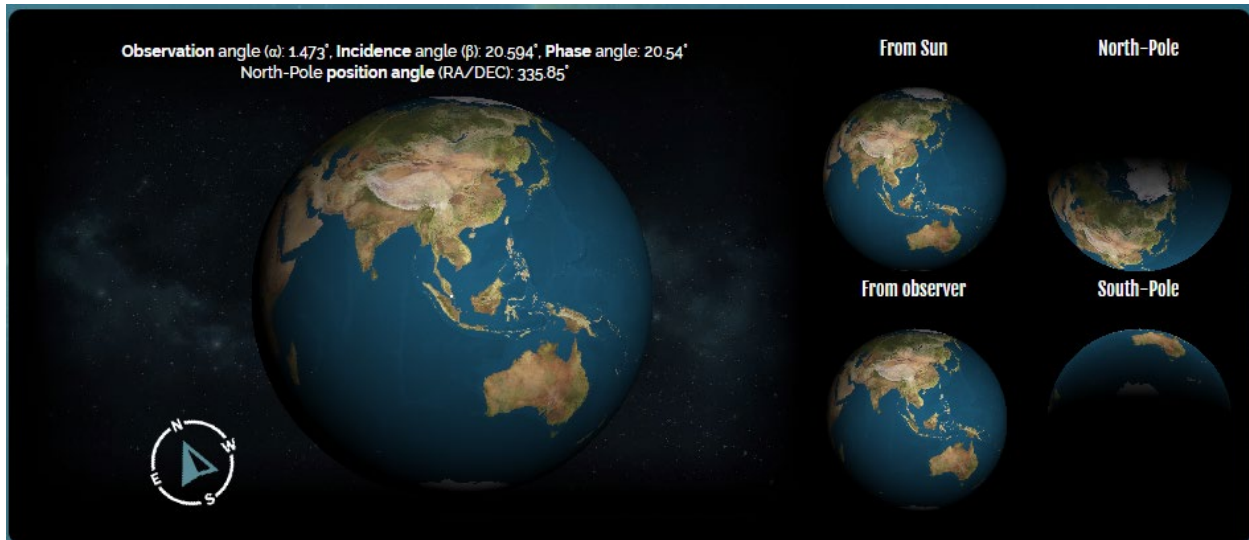 Observation angle (α): 1.473°, Incidence angle (β): 20.594°, Phase angle: 20.54°
North-Pole position angle (RA/DEC): 335.85°
From Sun
North-Pole
From observer
South-Pole
N
W
E
S